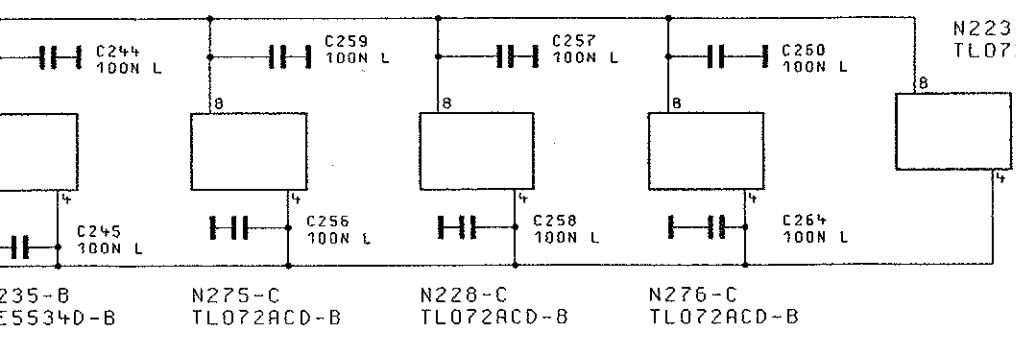 N223
TL07
C244
100N L
C259
100N L
C257
100N L
C260
100N L
8
8
8
8
4
4
4
4
4
C245
100N L
C256
100N L
C258
100N L
C264
100N L
235-B
E5534D-B
N275-C
TL072ACD-B
N228-C
TL072ACD-B
N276-C
TL072ACD-B